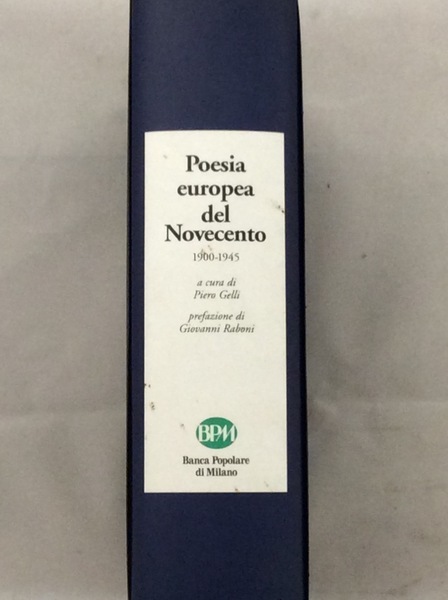 Poesia
europea
del
Novecento
1900-1945
a cura di
Piero Gelli
prefazione di
Giovanni Raboni
BPM
Banca Popolare
di Milano